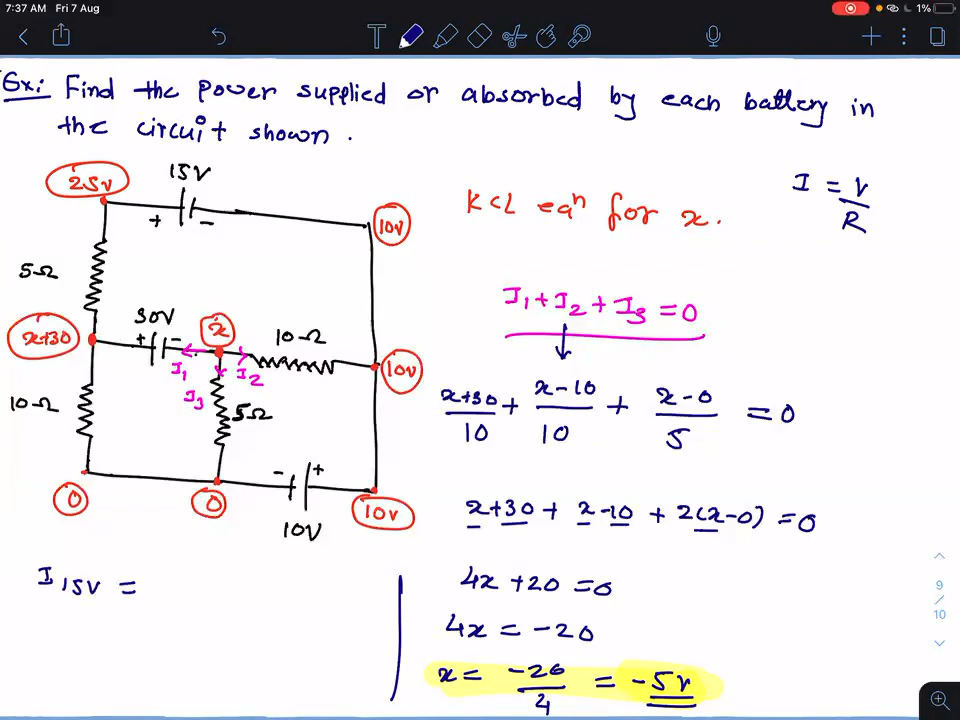 7:37 AM Fri 7 Aug
1%
Ex: Find the power supplied or absorbed by each battery in
the circuit shown.
25V
15V
+ -
10V
5Ω
x+30
30V
+ -
x
10Ω
10V
I1
I2
I3
10Ω
5Ω
0
0
- +
10V
10V
I15V =
KCL eqn for x.
I = V/R
I1 + I2 + I3 = 0
x+30/10 + x-10/10 + x-0/5 = 0
x+30 + x-10 + 2(x-0) = 0
4x + 20 = 0
4x = -20
x = -20/4 = -5V
9
/
10